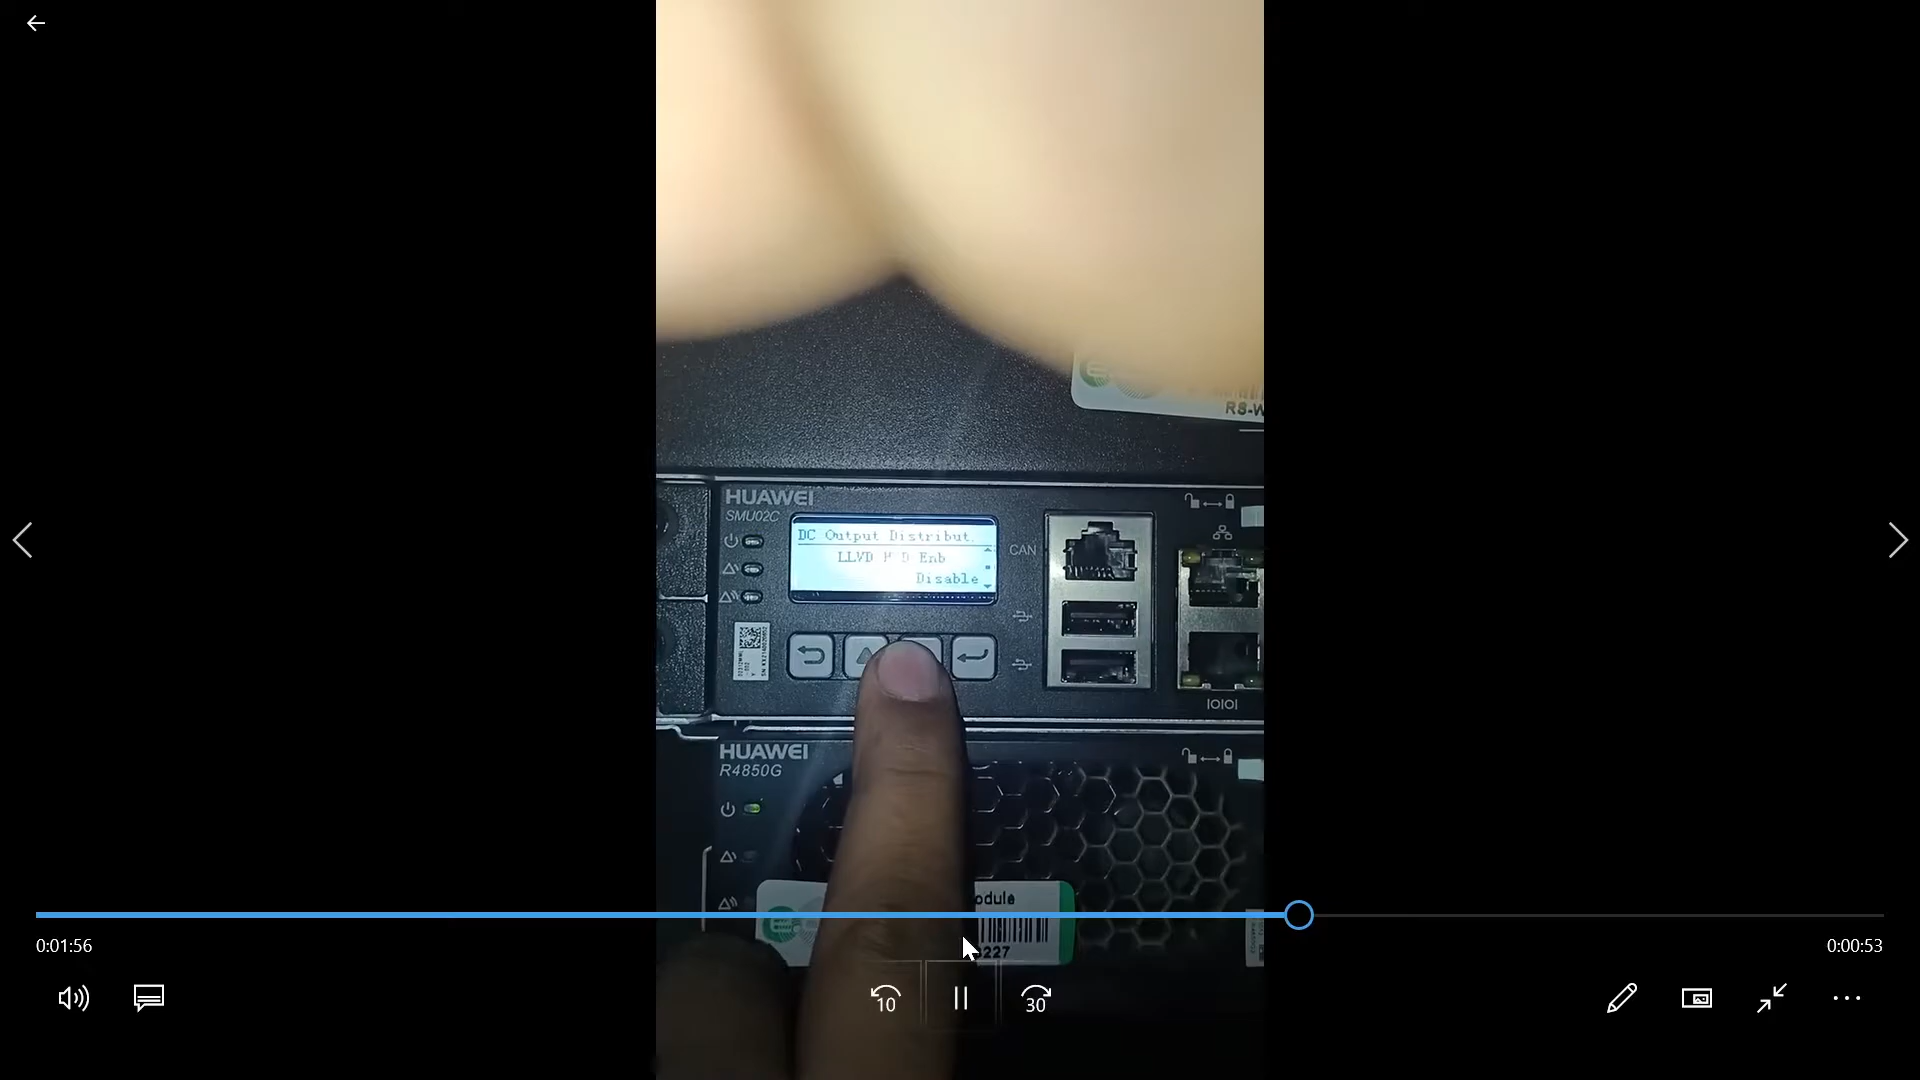 RS-W
HUAWEI
SMU02C
DC Output Distribut.
LLVD Enb
Disable
CAN
IOIOI
HUAWEI
R4850G
odule
227
0:01:56
0:00:53
10
30